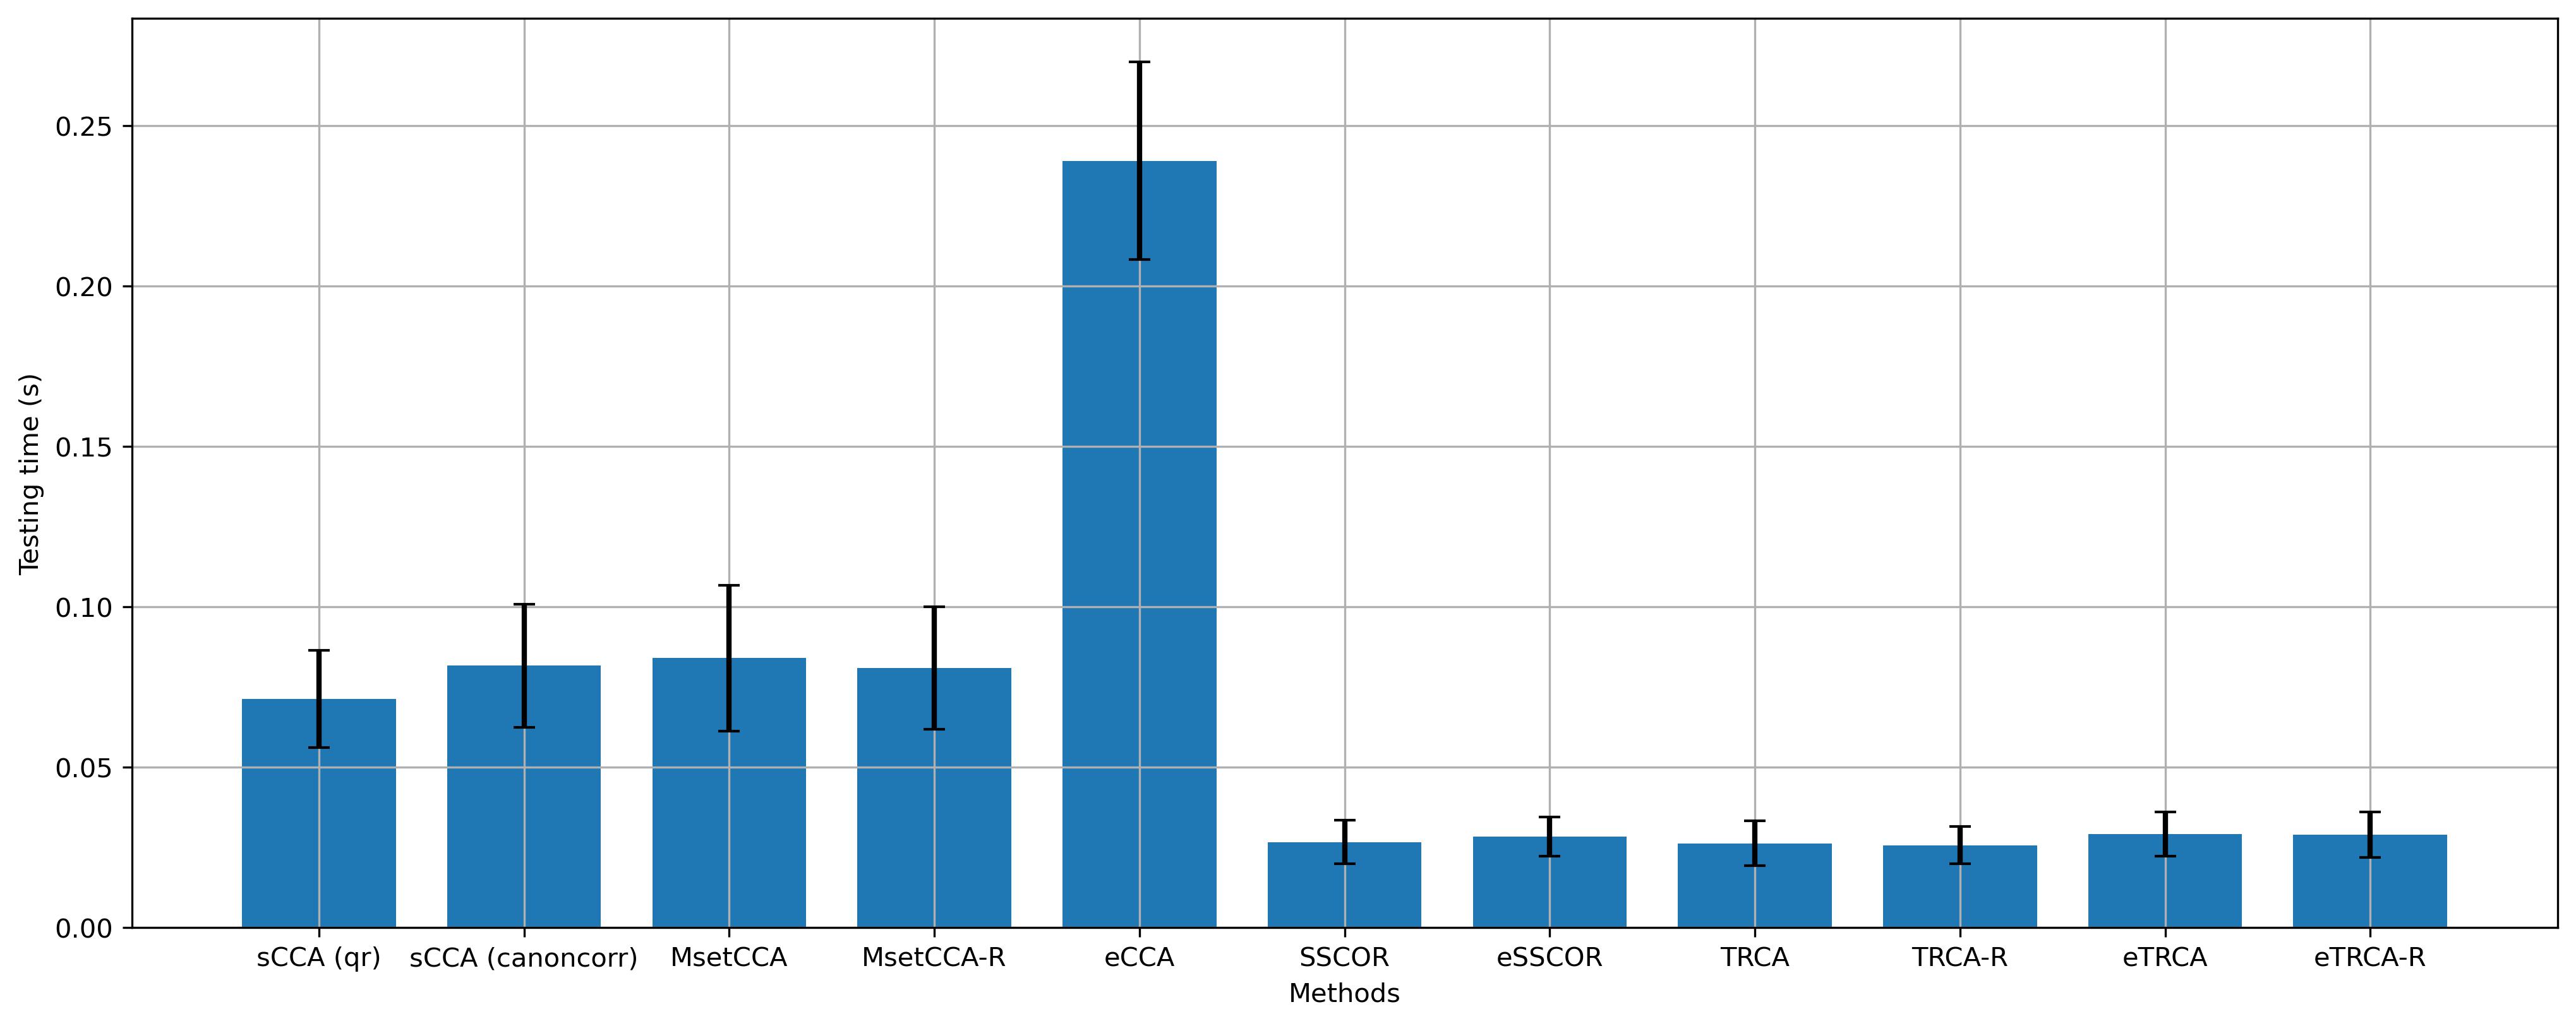 Testing time (s)
0.25
0.20
0.15
0.10
0.05
0.00
sCCA (qr) sCCA (canoncorr) MsetCCA MsetCCA-R eCCA SSCOR eSSCOR TRCA TRCA-R eTRCA eTRCA-R
Methods